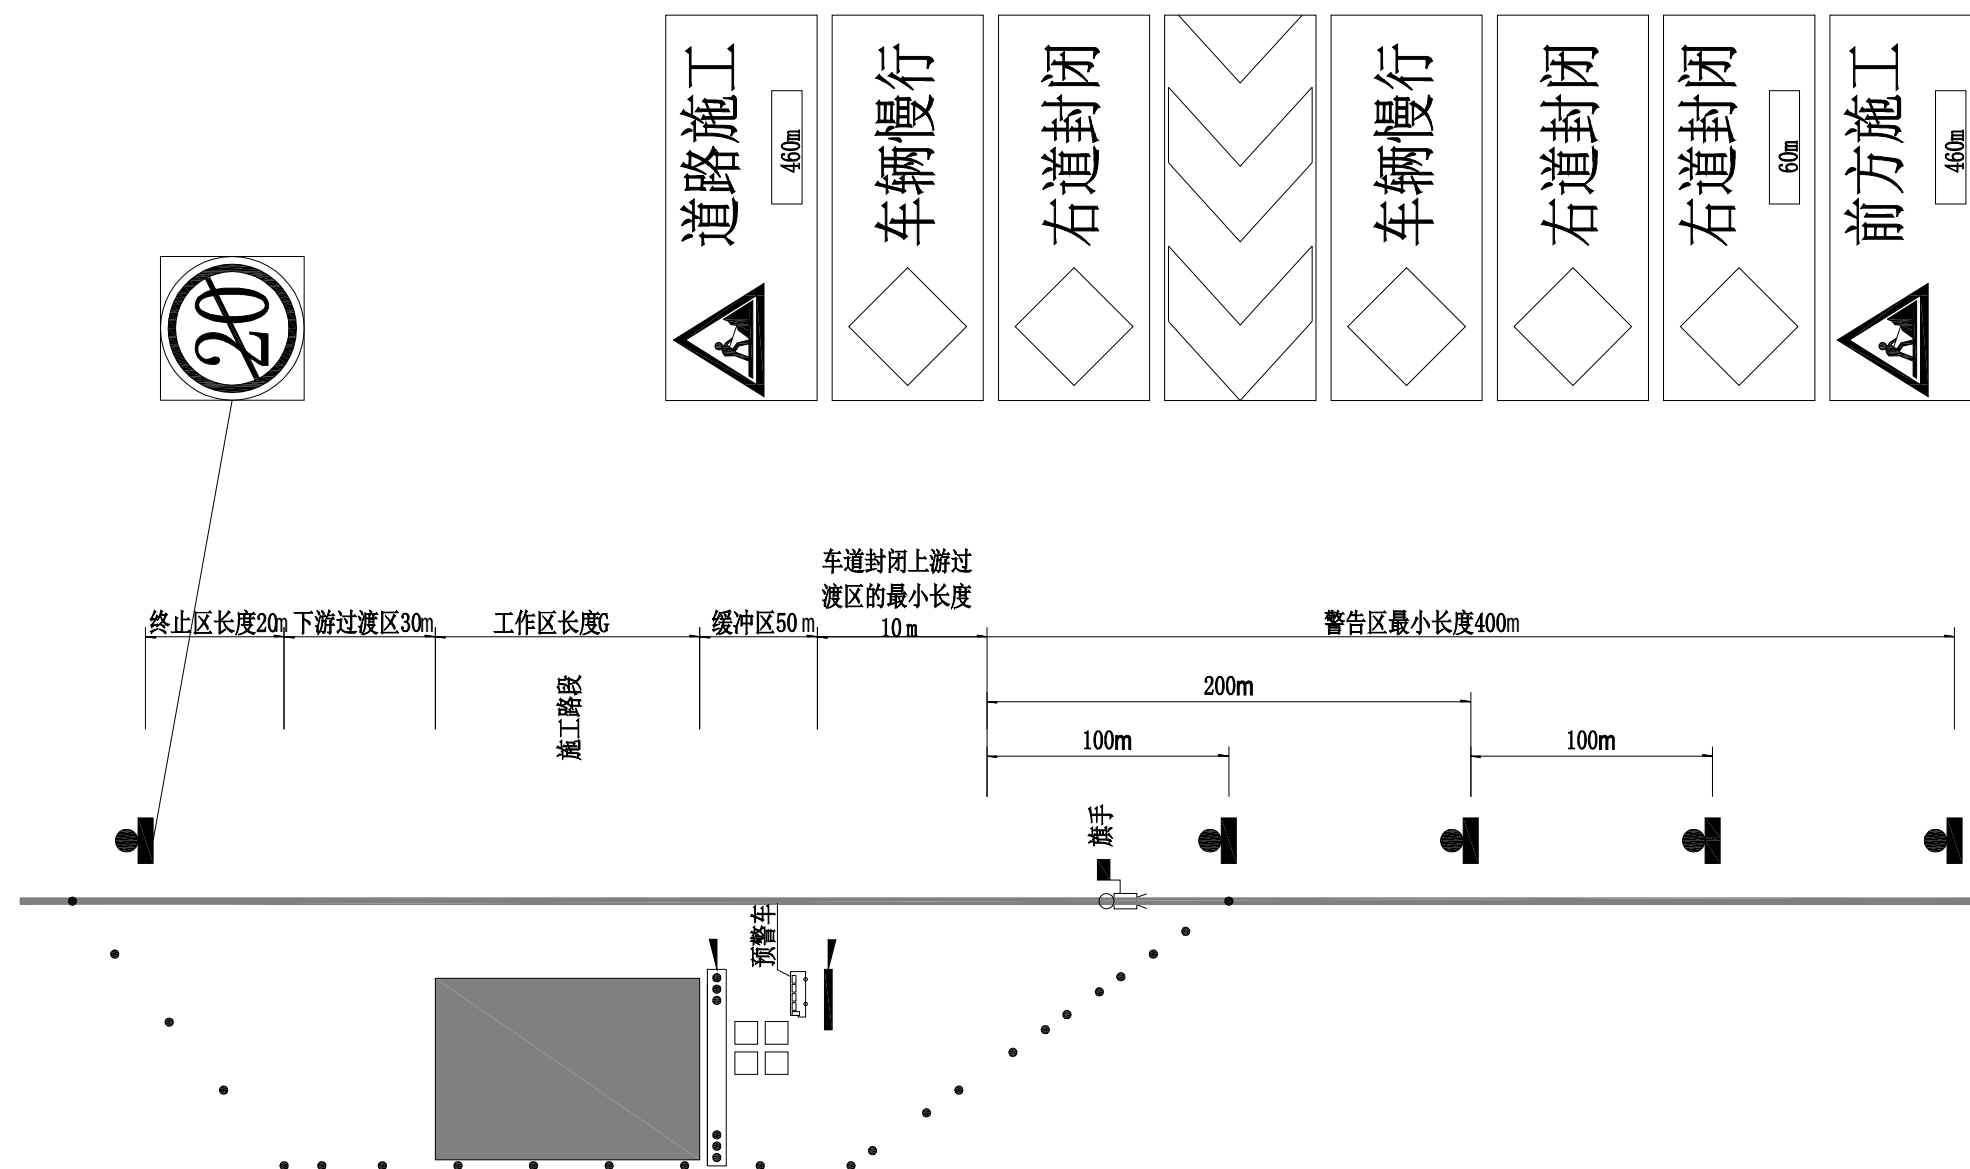 道路施工
460m
车辆慢行
右道封闭
车辆慢行
右道封闭
右道封闭
60m
前方施工
460m
20
车道封闭上游过
渡区的最小长度
10m
终止区长度20m
下游过渡区30m
工作区长度G
缓冲区50m
警告区最小长度400m
施工路段
200m
100m
100m
旗手
预警车